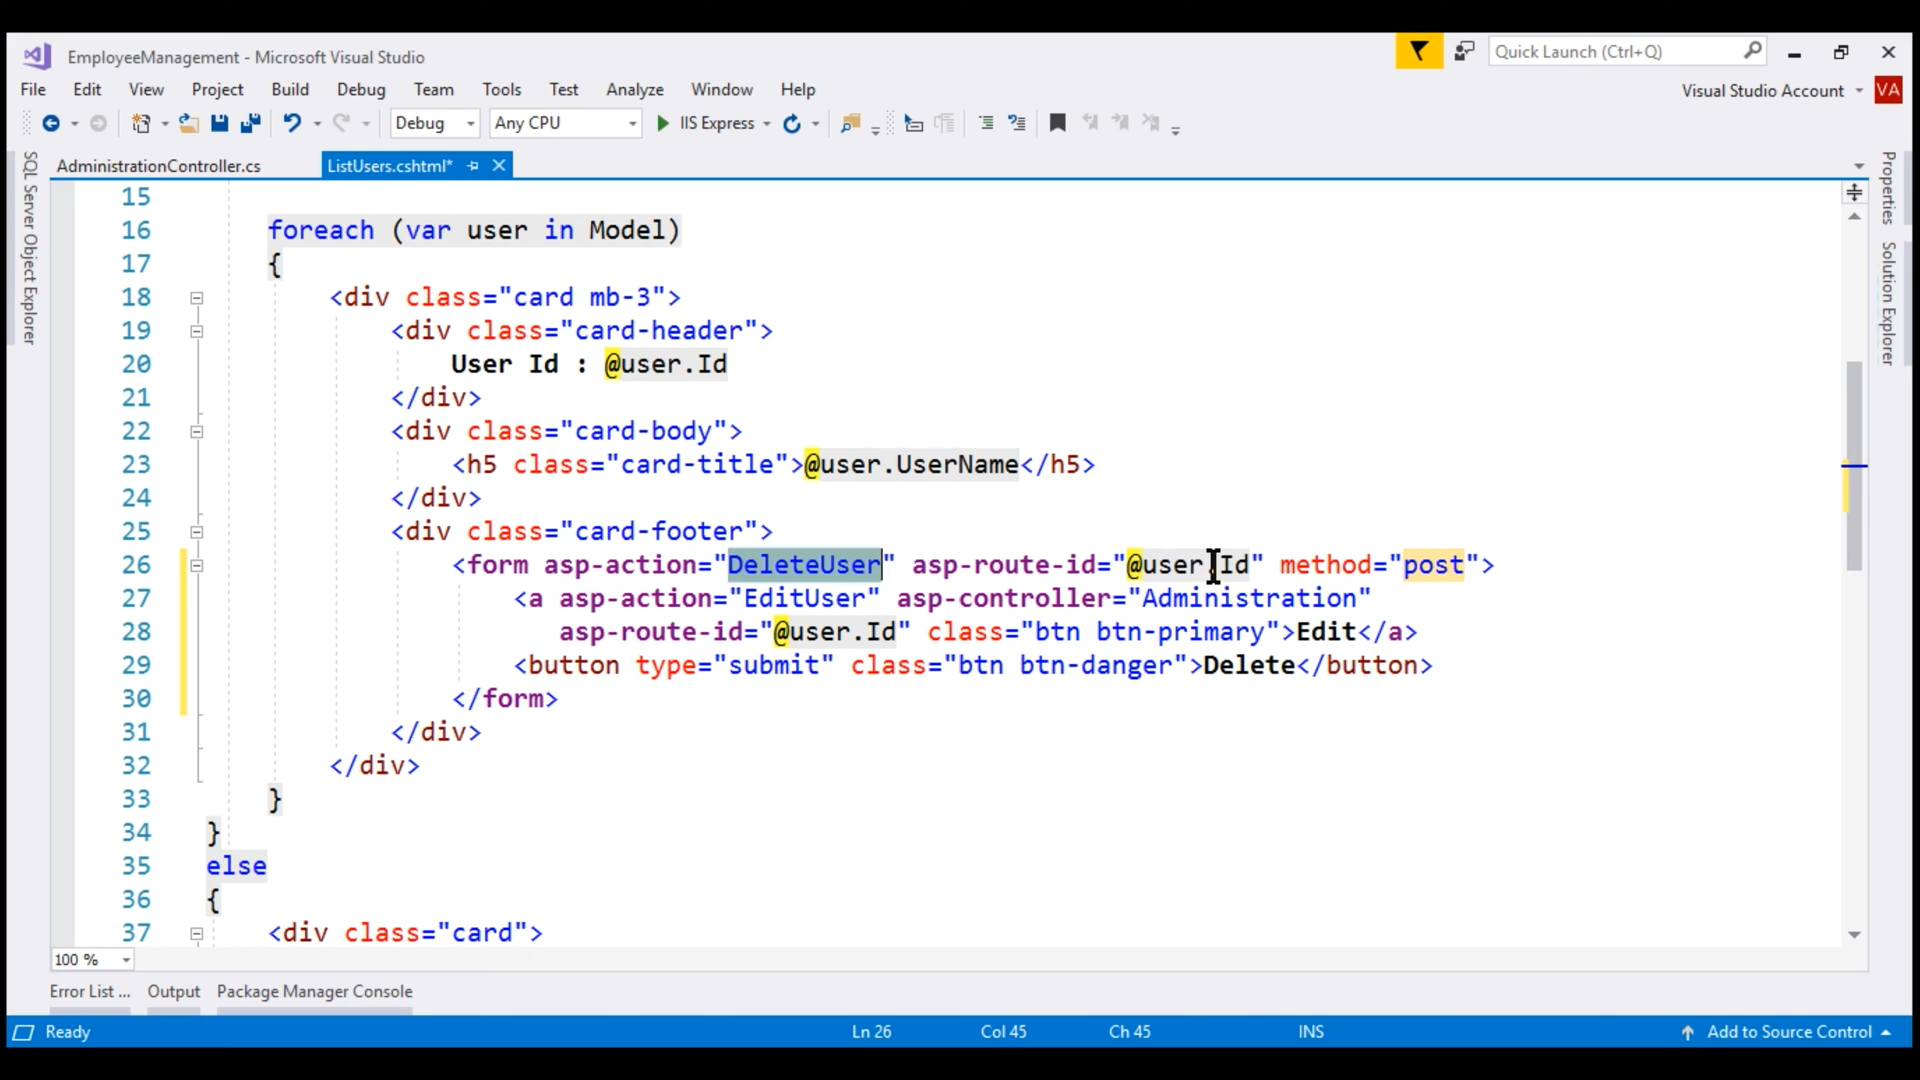 EmployeeManagement - Microsoft Visual Studio
Quick Launch (Ctrl+Q)
File Edit View Project Build Debug Team Tools Test Analyze Window Help
Visual Studio Account VA
Debug Any CPU IIS Express
AdministrationController.cs ListUsers.cshtml*
SQL Server Object Explorer
Properties
Solution Explorer
15
16 foreach (var user in Model)
17 {
18 <div class="card mb-3">
19 <div class="card-header">
20 User Id : @user.Id
21 </div>
22 <div class="card-body">
23 <h5 class="card-title">@user.UserName</h5>
24 </div>
25 <div class="card-footer">
26 <form asp-action="DeleteUser" asp-route-id="@user.Id" method="post">
27 <a asp-action="EditUser" asp-controller="Administration"
28 asp-route-id="@user.Id" class="btn btn-primary">Edit</a>
29 <button type="submit" class="btn btn-danger">Delete</button>
30 </form>
31 </div>
32 </div>
33 }
34 }
35 else
36 {
37 <div class="card">
100 %
Error List ... Output Package Manager Console
Ready Ln 26 Col 45 Ch 45 INS Add to Source Control